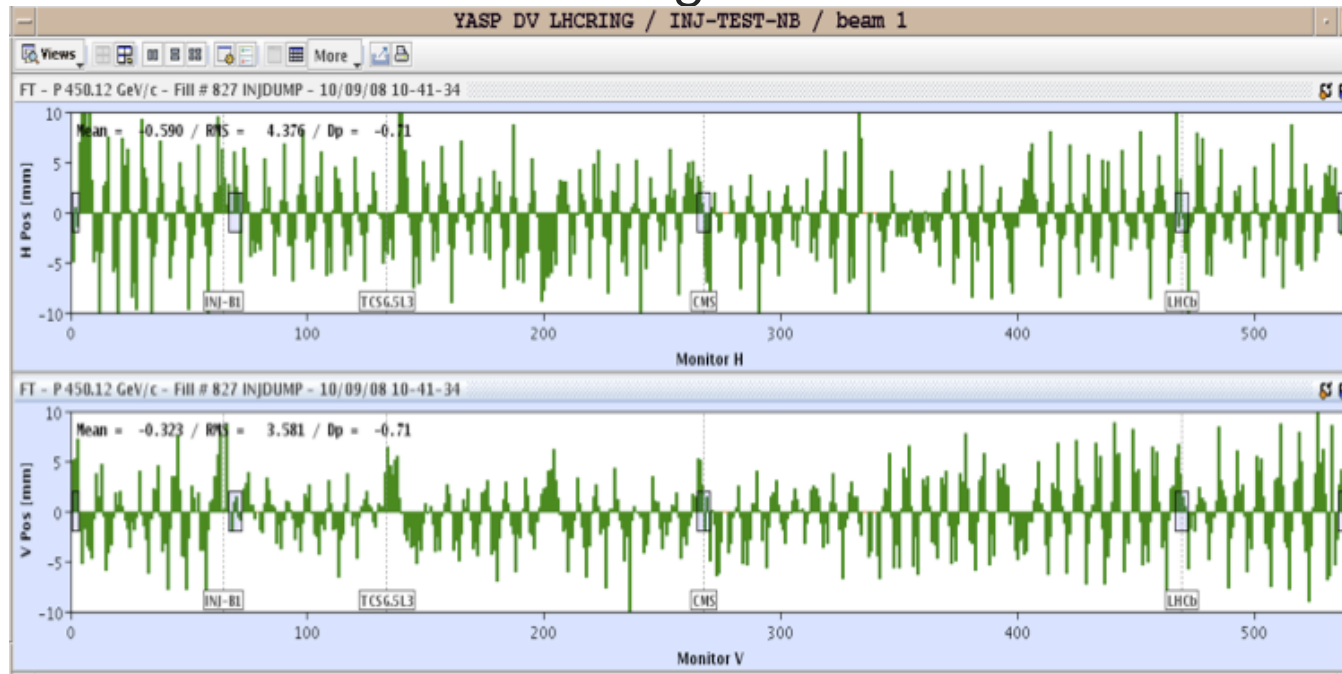 YASP DV LHCRING / INJ-TEST-NB / beam 1
Views More
FT - P 450.12 GeV/c - Fill # 827 INJDUMP - 10/09/08 10-41-34
Mean = -0.590 / RMS = 4.376 / Dp = -0.71
H Pos [mm]
10
5
0
-5
-10
INJ-B1 TCSG.5L3 CMS LHCb
0 100 200 300 400 500
Monitor H
FT - P 450.12 GeV/c - Fill # 827 INJDUMP - 10/09/08 10-41-34
Mean = -0.323 / RMS = 3.581 / Dp = -0.71
V Pos [mm]
10
5
0
-5
-10
INJ-B1 TCSG.5L3 CMS LHCb
0 100 200 300 400 500
Monitor V